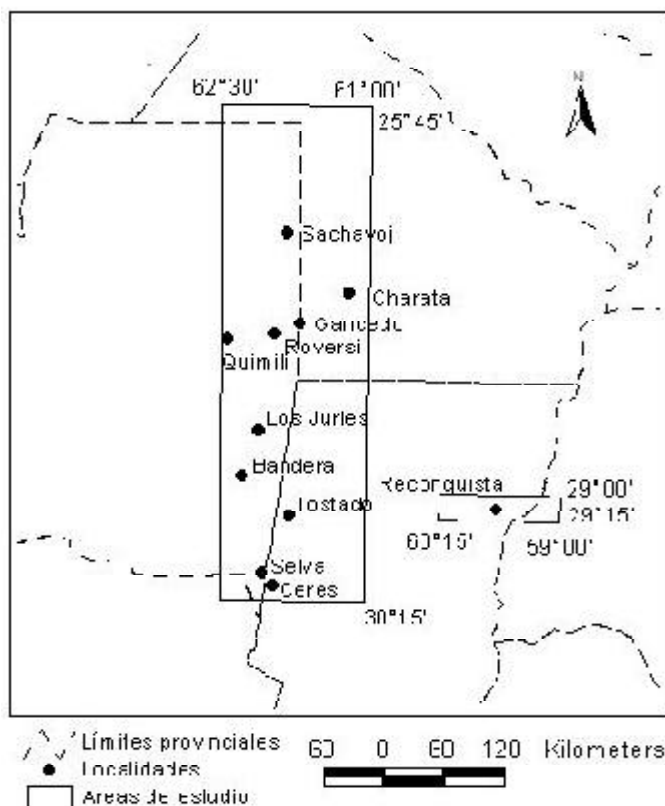 N
62°30'
61°00'
25°45'
Sachavoj
Charata
Gancedo
Roversi
Quimili
Los Juries
Bandera
Tostado
Reconquista
29°00'
29°15'
60°15'
59°00'
Selva
Ceres
30°15'
Límites provinciales
Localidades
Areas de estudio
60 0 60 120 Kilometers